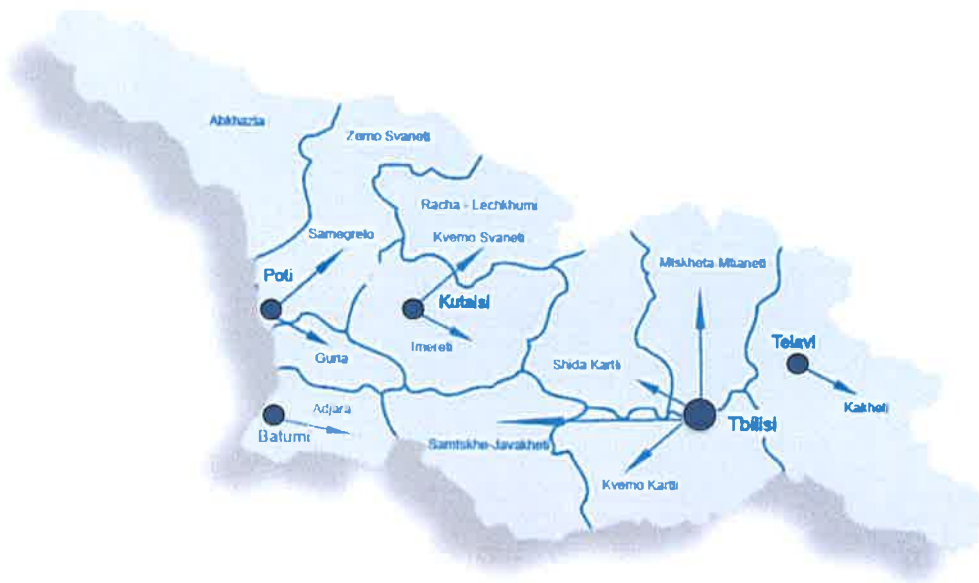 Abkhazia
Zemo Svaneti
Racha - Lechkhumi
Kvemo Svaneti
Samegrelo
Mtskheta-Mtianeti
Poti
Kutaisi
Imereti
Guria
Shida Kartli
Telavi
Kakheti
Adjara
Batumi
Tbilisi
Samtskhe-Javakheti
Kvemo Kartli